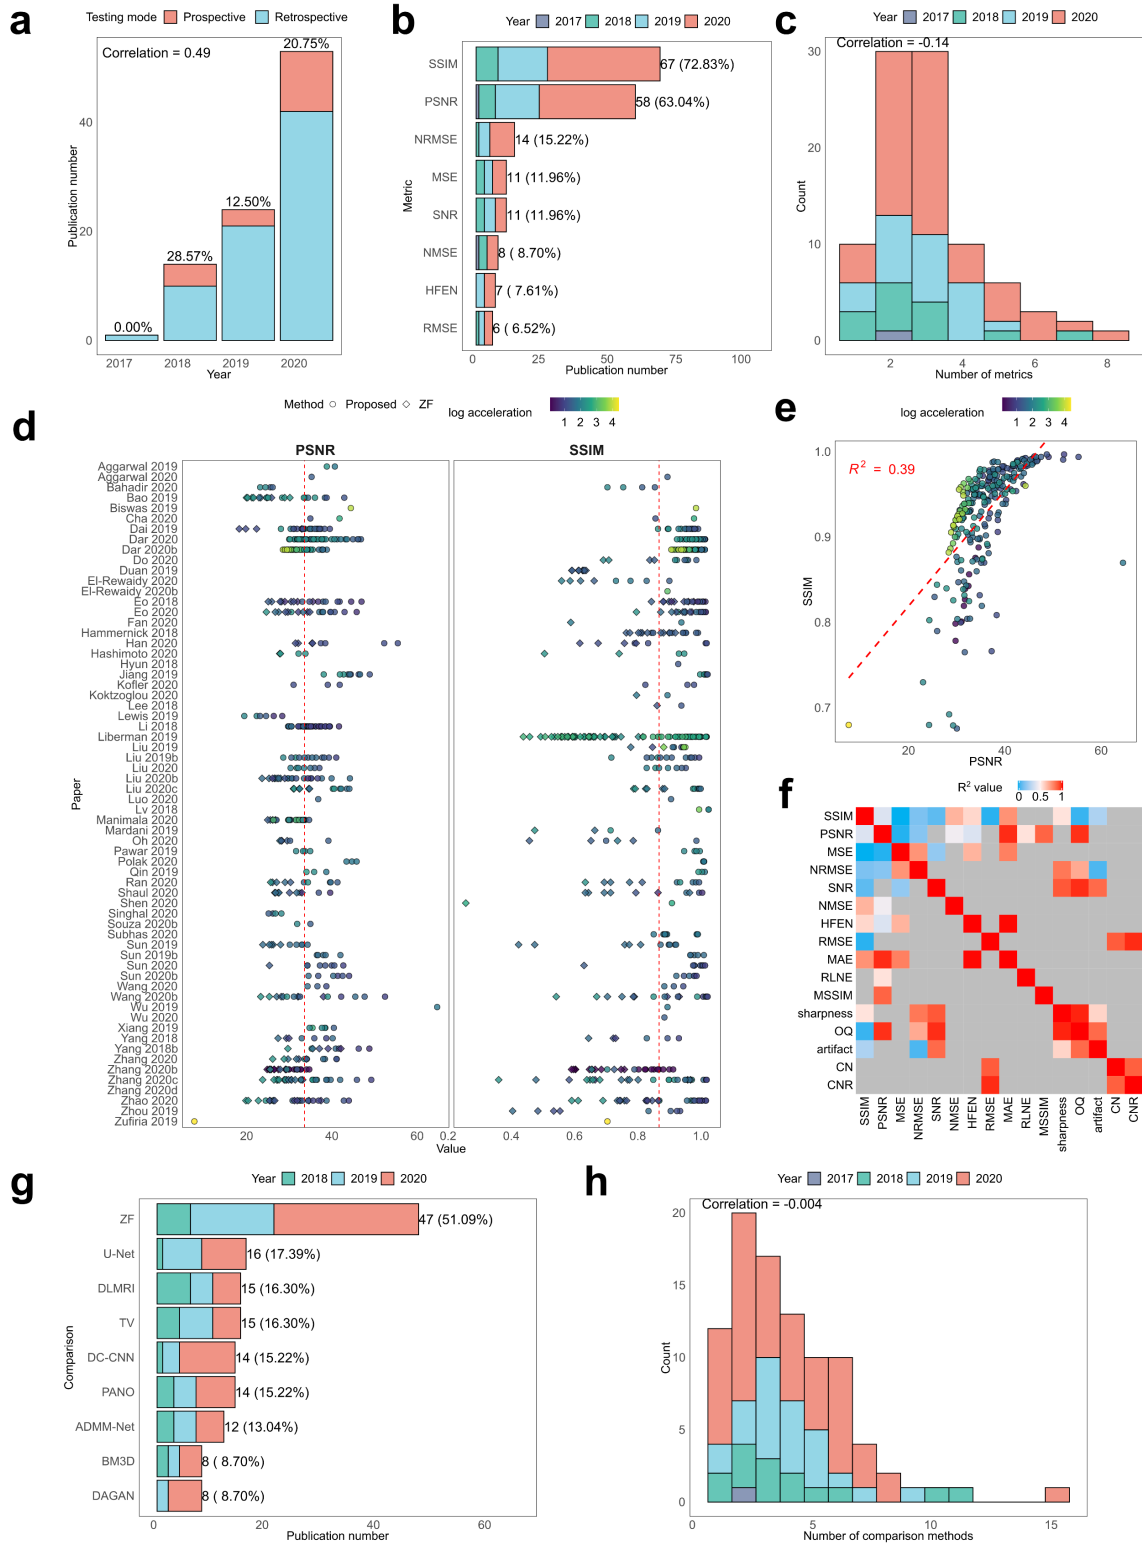 a
Testing mode Prospective Retrospective
Correlation = 0.49
20.75%
12.50%
28.57%
0.00%
Publication number
40
20
0
2017 2018 2019 2020
Year
b
Year 2017 2018 2019 2020
Metric
SSIM 67 (72.83%)
PSNR 58 (63.04%)
NRMSE 14 (15.22%)
MSE 11 (11.96%)
SNR 11 (11.96%)
NMSE 8 ( 8.70%)
HFEN 7 ( 7.61%)
RMSE 6 ( 6.52%)
0 25 50 75 100
Publication number
c
Year 2017 2018 2019 2020
Correlation = -0.14
Count
30
20
10
0
2 4 6 8
Number of metrics
d
Method Proposed ZF
log acceleration
1 2 3 4
PSNR SSIM
Paper
Aggarwal 2019
Aggarwal 2020
Bahadir 2020
Bao 2019
Biswas 2019
Cha 2020
Dai 2019
Dar 2020
Dar 2020b
Do 2020
Duan 2019
El-Rewaidy 2020
El-Rewaidy 2020b
Eo 2018
Eo 2020
Fan 2020
Hammernick 2018
Han 2020
Hashimoto 2020
Hyun 2018
Jiang 2019
Kofler 2020
Koktzoglou 2020
Lee 2018
Lewis 2019
Li 2018
Liberman 2019
Liu 2019
Liu 2019b
Liu 2020
Liu 2020b
Liu 2020c
Luo 2020
Lv 2018
Manimala 2020
Mardani 2019
Oh 2020
Pawar 2019
Polak 2020
Qin 2019
Ran 2020
Shaul 2020
Shen 2020
Singhal 2020
Souza 2020b
Subhas 2020
Sun 2019
Sun 2019b
Sun 2020
Sun 2020b
Wang 2020
Wang 2020b
Wu 2019
Wu 2020
Xiang 2019
Yang 2018
Yang 2018b
Zhang 2020
Zhang 2020b
Zhang 2020c
Zhang 2020d
Zhao 2020
Zhou 2019
Zufiria 2019
20 40 60 0.2 0.4 0.6 0.8 1.0
Value
e
log acceleration
1 2 3 4
R² = 0.39
SSIM
1.0
0.9
0.8
0.7
20 40 60
PSNR
f
R² value
0 0.5 1
SSIM
PSNR
MSE
NRMSE
SNR
NMSE
HFEN
RMSE
MAE
RLNE
MSSIM
sharpness
OQ
artifact
CN
CNR
SSIM PSNR MSE NRMSE SNR NMSE HFEN RMSE MAE RLNE MSSIM sharpness OQ artifact CN CNR
g
Year 2018 2019 2020
Comparison
ZF 47 (51.09%)
U-Net 16 (17.39%)
DLMRI 15 (16.30%)
TV 15 (16.30%)
DC-CNN 14 (15.22%)
PANO 14 (15.22%)
ADMM-Net 12 (13.04%)
BM3D 8 ( 8.70%)
DAGAN 8 ( 8.70%)
0 20 40 60
Publication number
h
Year 2017 2018 2019 2020
Correlation = -0.004
Count
20
15
10
5
0
0 5 10 15
Number of comparison methods